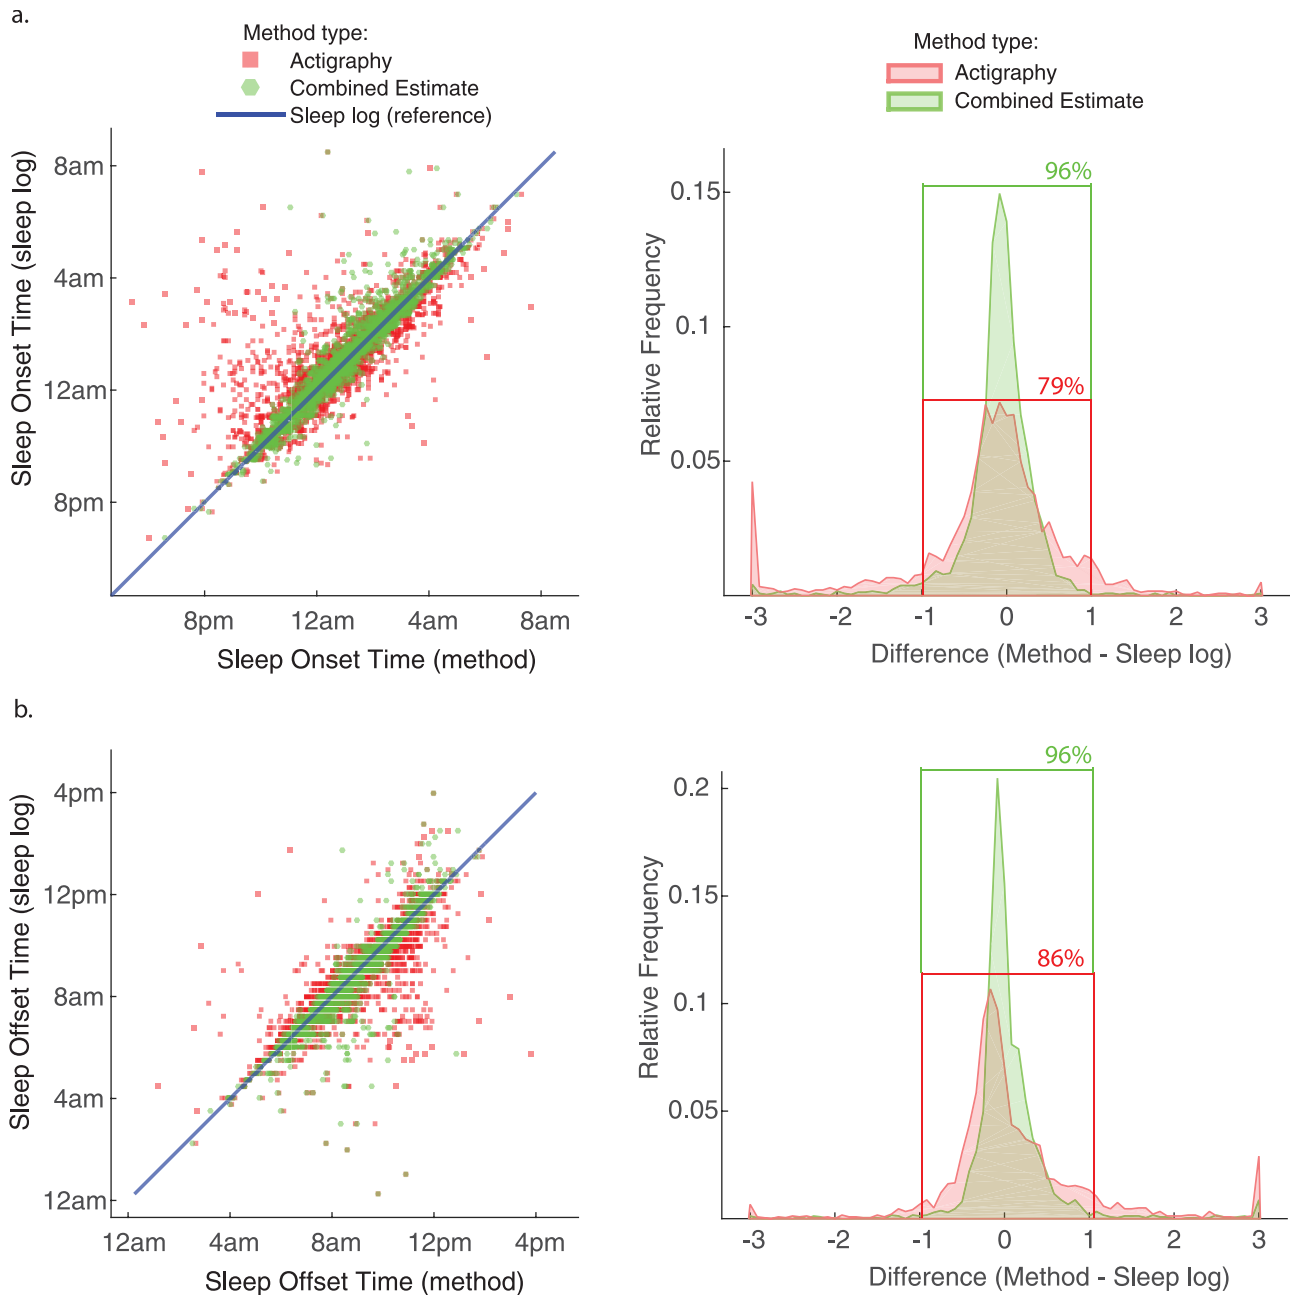 a.
Method type:
Actigraphy
Combined Estimate
Sleep log (reference)
8am
4am
12am
8pm
Sleep Onset Time (sleep log)
8pm
12am
4am
8am
Sleep Onset Time (method)
Method type:
Actigraphy
Combined Estimate
96%
79%
0.15
0.1
0.05
Relative Frequency
-3
-2
-1
0
1
2
3
Difference (Method - Sleep log)
b.
4pm
12pm
8am
4am
12am
Sleep Offset Time (sleep log)
12am
4am
8am
12pm
4pm
Sleep Offset Time (method)
96%
86%
0.2
0.15
0.1
0.05
Relative Frequency
-3
-2
-1
0
1
2
3
Difference (Method - Sleep log)